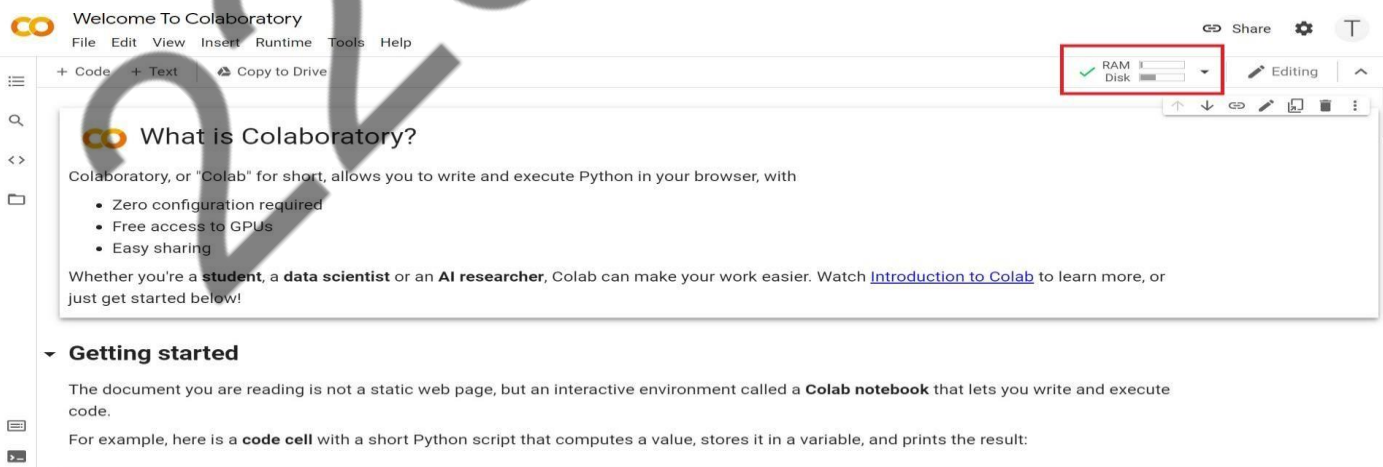 Welcome To Colaboratory
File Edit View Insert Runtime Tools Help
Share
T
+ Code + Text Copy to Drive
RAM
Disk
Editing
What is Colaboratory?
Colaboratory, or "Colab" for short, allows you to write and execute Python in your browser, with
• Zero configuration required
• Free access to GPUs
• Easy sharing
Whether you're a student, a data scientist or an AI researcher, Colab can make your work easier. Watch Introduction to Colab to learn more, or
just get started below!
Getting started
The document you are reading is not a static web page, but an interactive environment called a Colab notebook that lets you write and execute
code.
For example, here is a code cell with a short Python script that computes a value, stores it in a variable, and prints the result: